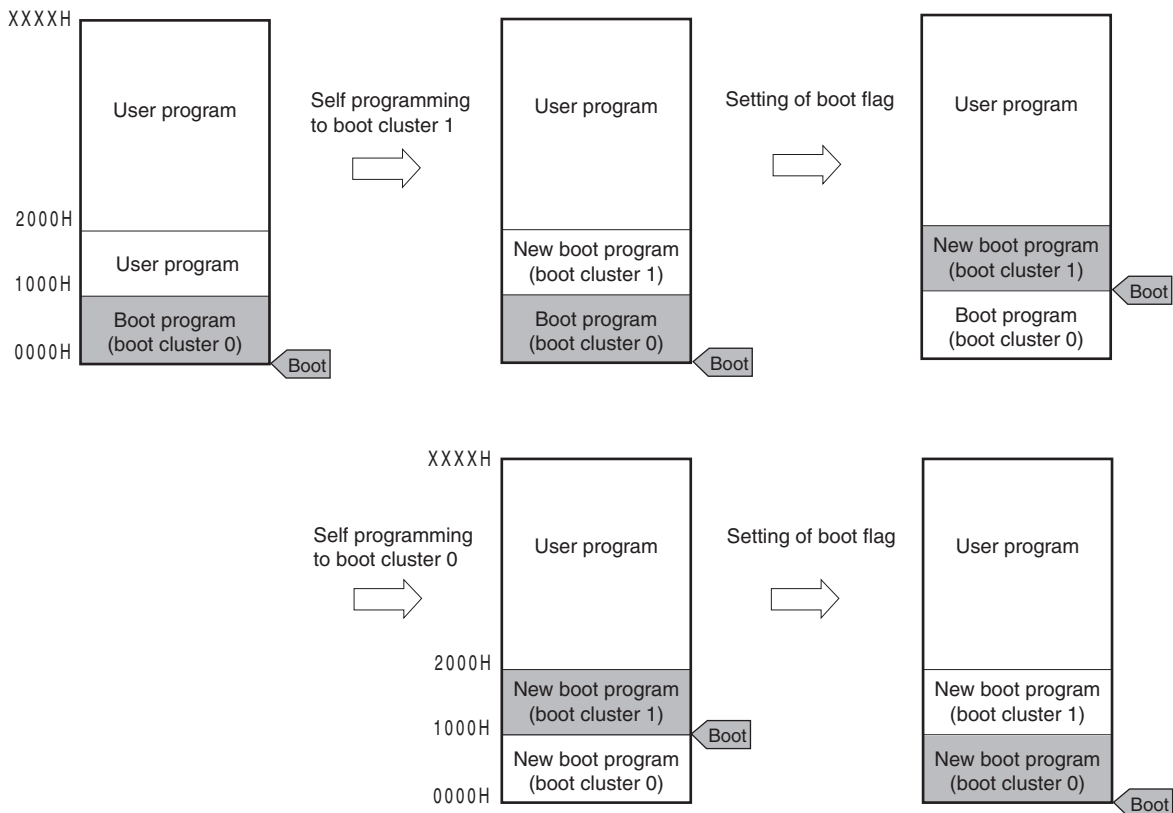 XXXXH
User program
2000H
User program
1000H
Boot program
(boot cluster 0)
0000H
Boot
Self programming
to boot cluster 1
User program
New boot program
(boot cluster 1)
Boot program
(boot cluster 0)
Boot
Setting of boot flag
User program
New boot program
(boot cluster 1)
Boot
Boot program
(boot cluster 0)
Self programming
to boot cluster 0
XXXXH
User program
2000H
New boot program
(boot cluster 1)
1000H
Boot
New boot program
(boot cluster 0)
0000H
Setting of boot flag
User program
New boot program
(boot cluster 1)
New boot program
(boot cluster 0)
Boot